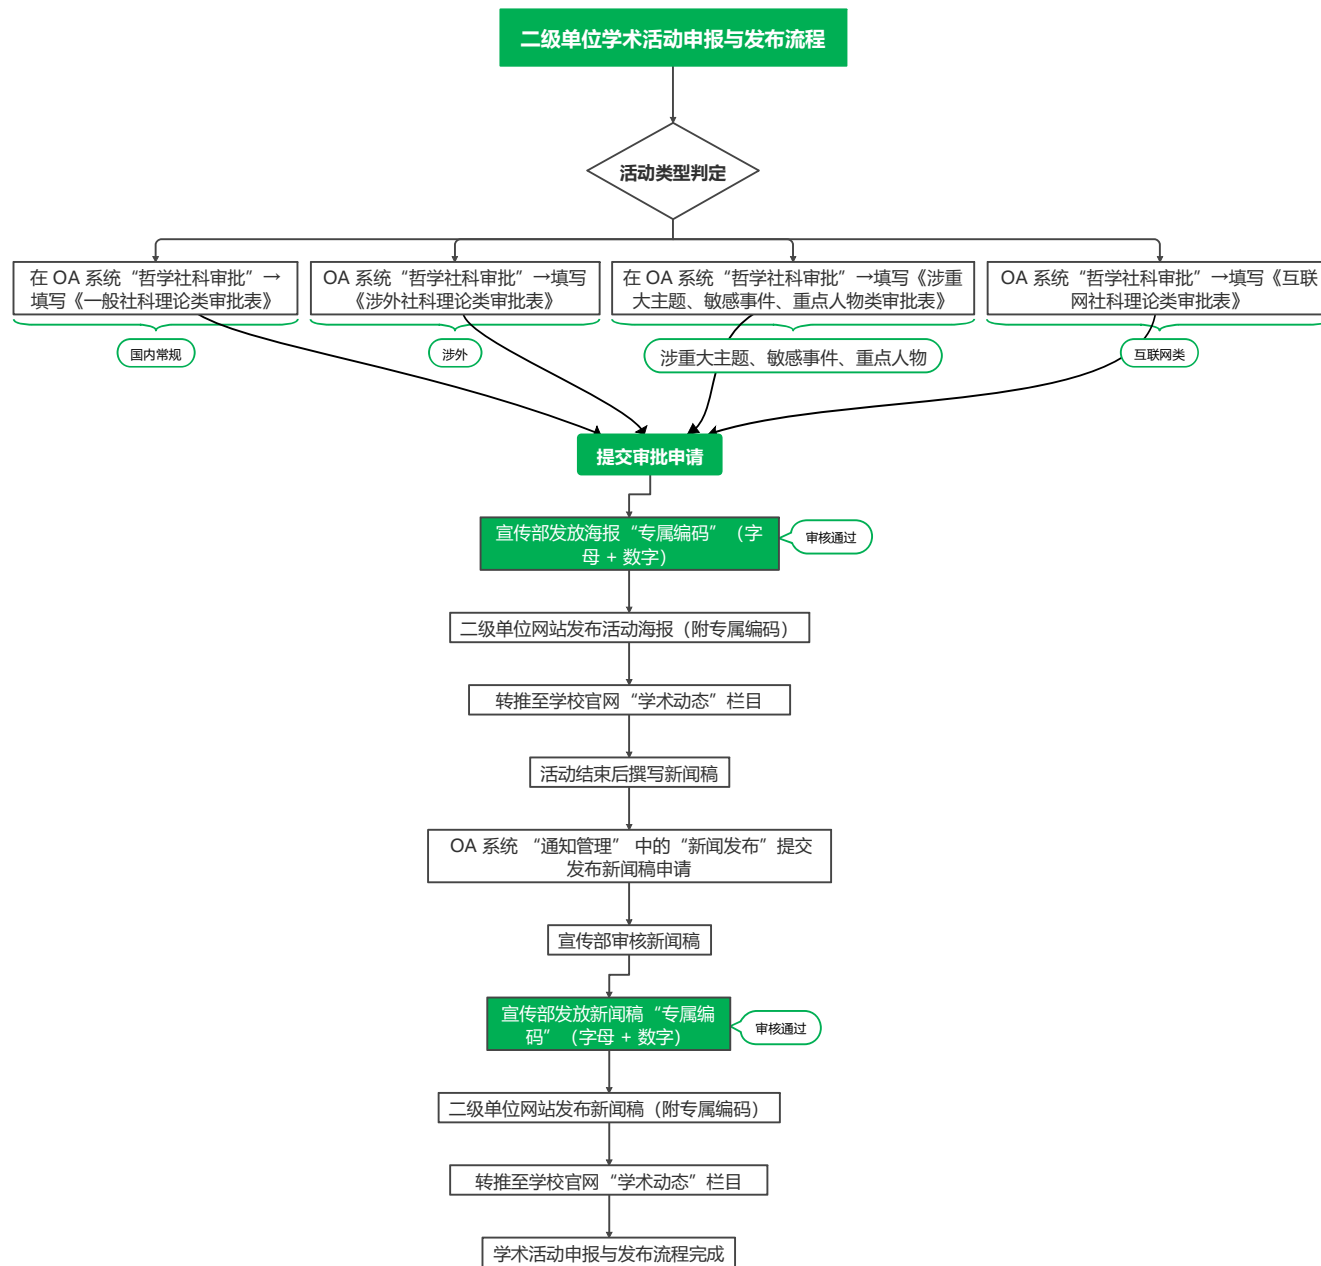 二级单位学术活动申报与发布流程
活动类型判定
在 OA 系统“哲学社科审批”→
填写《一般社科理论类审批表》
OA 系统“哲学社科审批”→填写
《涉外社科理论类审批表》
在 OA 系统“哲学社科审批”→填写《涉重
大主题、敏感事件、重点人物类审批表》
OA 系统“哲学社科审批”→填写《互联
网社科理论类审批表》
国内常规
涉外
涉重大主题、敏感事件、重点人物
互联网类
提交审批申请
宣传部发放海报“专属编码”（字
母 + 数字）
审核通过
二级单位网站发布活动海报（附专属编码）
转推至学校官网“学术动态”栏目
活动结束后撰写新闻稿
OA 系统 “通知管理” 中的“新闻发布”提交
发布新闻稿申请
宣传部审核新闻稿
宣传部发放新闻稿“专属编
码”（字母 + 数字）
审核通过
二级单位网站发布新闻稿（附专属编码）
转推至学校官网“学术动态”栏目
学术活动申报与发布流程完成